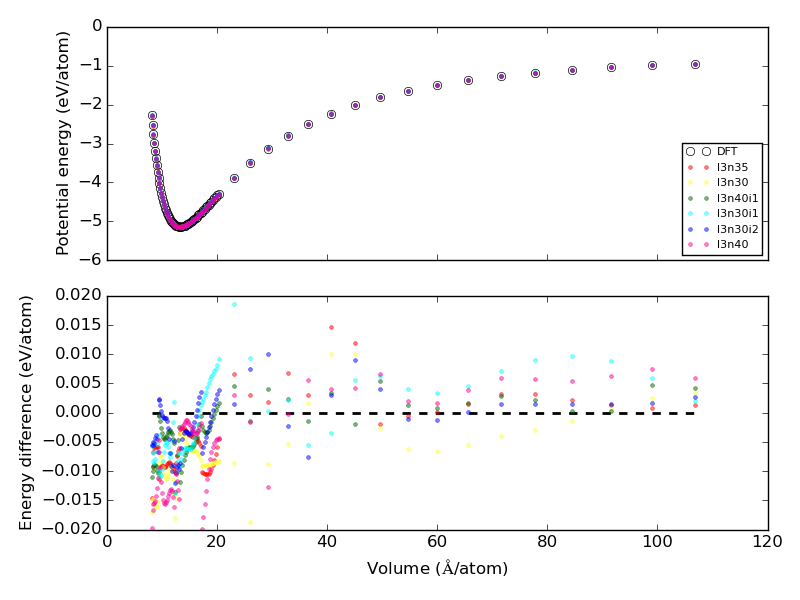 0
−1
−2
−3
−4
−5
−6
Potential energy (eV/atom)
DFT
l3n35
l3n30
l3n40i1
l3n30i1
l3n30i2
l3n40
0.020
0.015
0.010
0.005
0.000
−0.005
−0.010
−0.015
−0.020
Energy difference (eV/atom)
0 20 40 60 80 100 120
Volume (Å/atom)